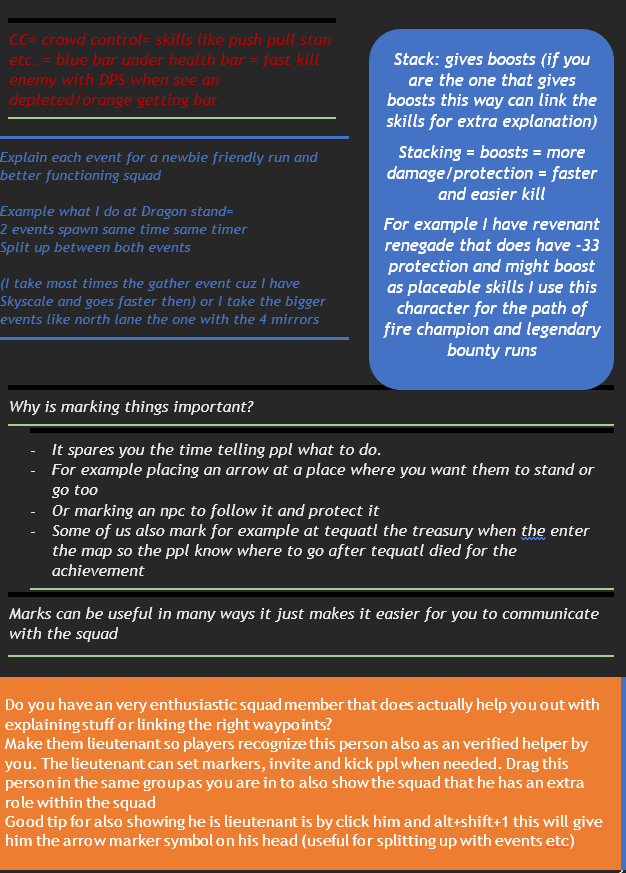 CC= crowd control= skills like push pull stun
etc. = blue bar under health bar = fast kill
enemy with DPS when see an
depleted/orange getting bar
Explain each event for a newbie friendly run and
better functioning squad
Example what I do at Dragon stand=
2 events spawn same time same timer
Split up between both events
(I take most times the gather event cuz I have
Skyscale and goes faster then) or I take the bigger
events like north lane the one with the 4 mirrors
Stack: gives boosts (if you
are the one that gives
boosts this way can link the
skills for extra explanation)
Stacking = boosts = more
damage/protection = faster
and easier kill
For example I have revenant
renegade that does have -33
protection and might boost
as placeable skills I use this
character for the path of
fire champion and legendary
bounty runs
Why is marking things important?
- It spares you the time telling ppl what to do.
- For example placing an arrow at a place where you want them to stand or
go too
- Or marking an npc to follow it and protect it
- Some of us also mark for example at tequatl the treasury when the enter
the map so the ppl know where to go after tequatl died for the
achievement
Marks can be useful in many ways it just makes it easier for you to communicate
with the squad
Do you have an very enthusiastic squad member that does actually help you out with
explaining stuff or linking the right waypoints?
Make them lieutenant so players recognize this person also as an verified helper by
you. The lieutenant can set markers, invite and kick ppl when needed. Drag this
person in the same group as you are in to also show the squad that he has an extra
role within the squad
Good tip for also showing he is lieutenant is by click him and alt+shift+1 this will give
him the arrow marker symbol on his head (useful for splitting up with events etc)